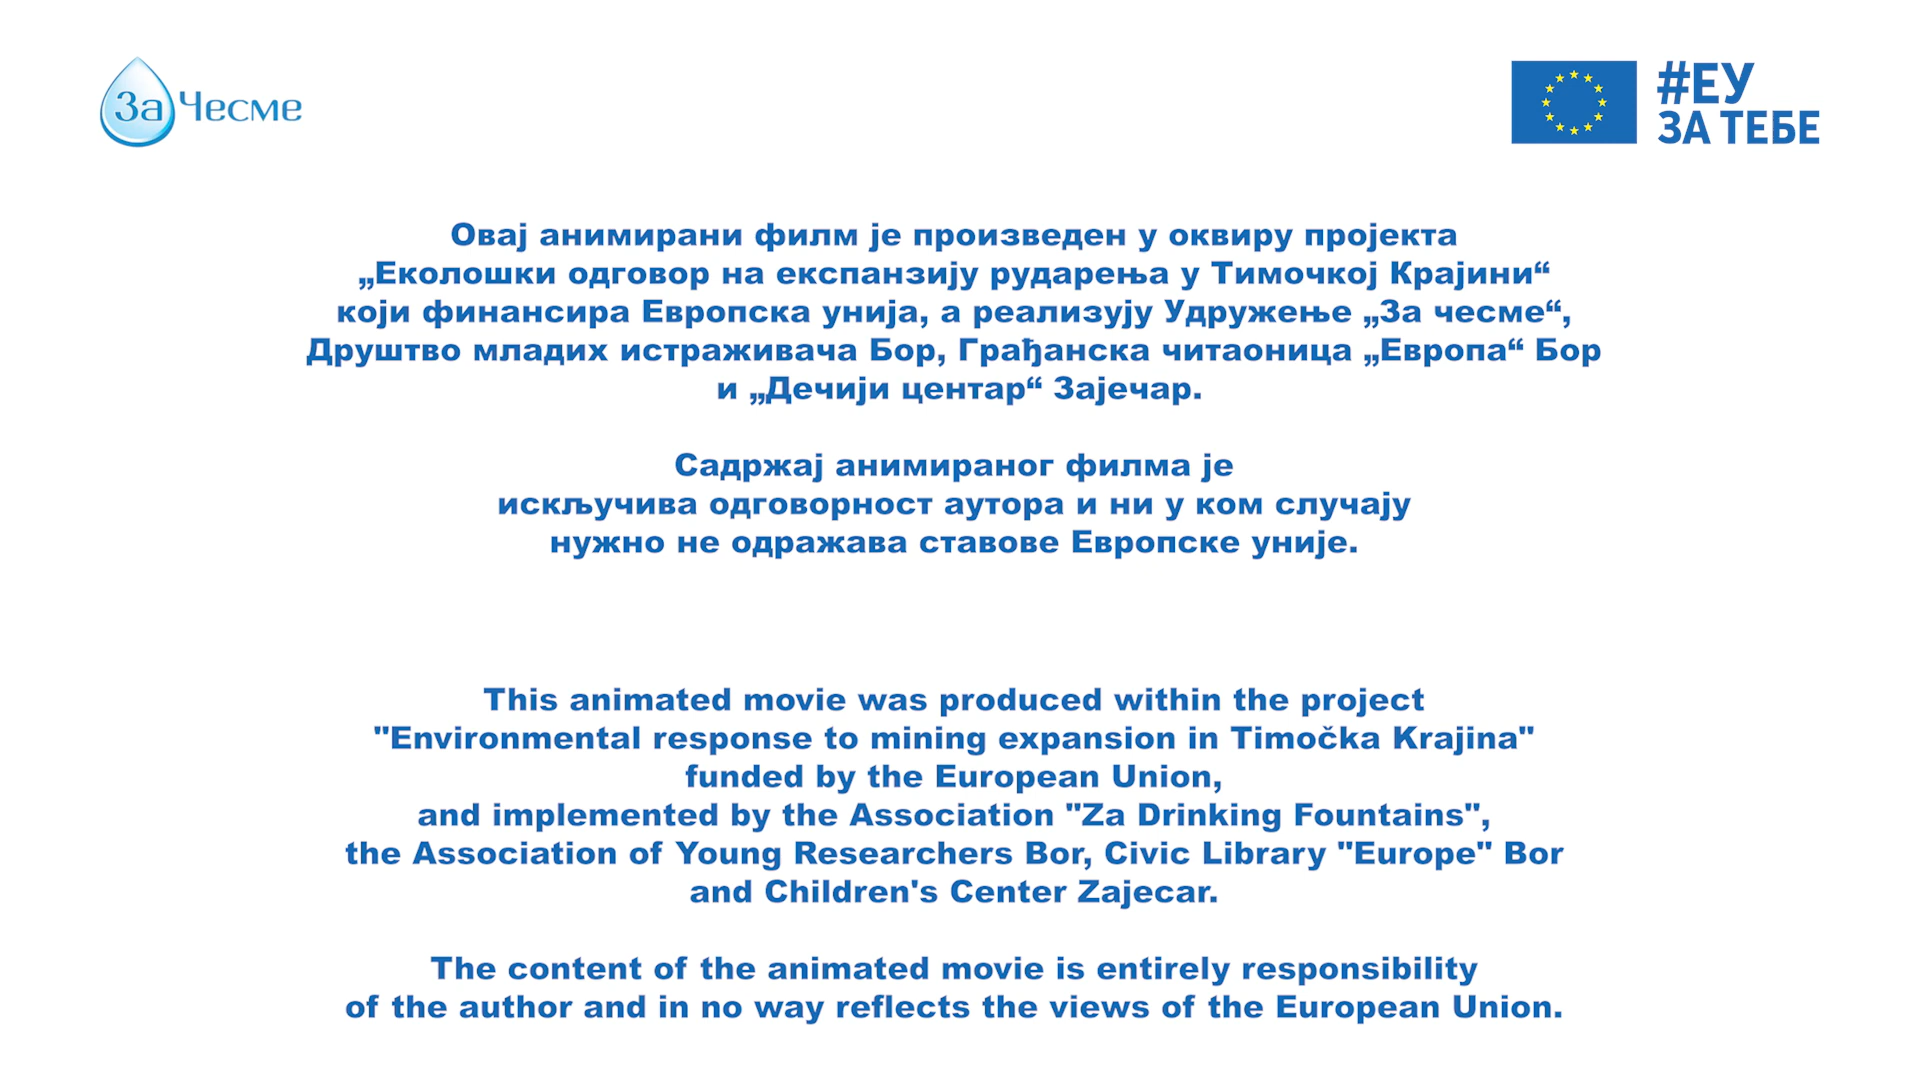 За Чесме
#ЕУ
ЗА ТЕБЕ
Овај анимирани филм је произведен у оквиру пројекта
„Еколошки одговор на експанзију рударења у Тимочкој Крајини“
који финансира Европска унија, а реализују Удружење „За чесме“,
Друштво младих истраживача Бор, Грађанска читаоница „Европа“ Бор
и „Дечији центар“ Зајечар.
Садржај анимираног филма је
искључива одговорност аутора и ни у ком случају
нужно не одражава ставове Европске уније.
This animated movie was produced within the project
"Environmental response to mining expansion in Timočka Krajina"
funded by the European Union,
and implemented by the Association "Za Drinking Fountains",
the Association of Young Researchers Bor, Civic Library "Europe" Bor
and Children's Center Zajecar.
The content of the animated movie is entirely responsibility
of the author and in no way reflects the views of the European Union.